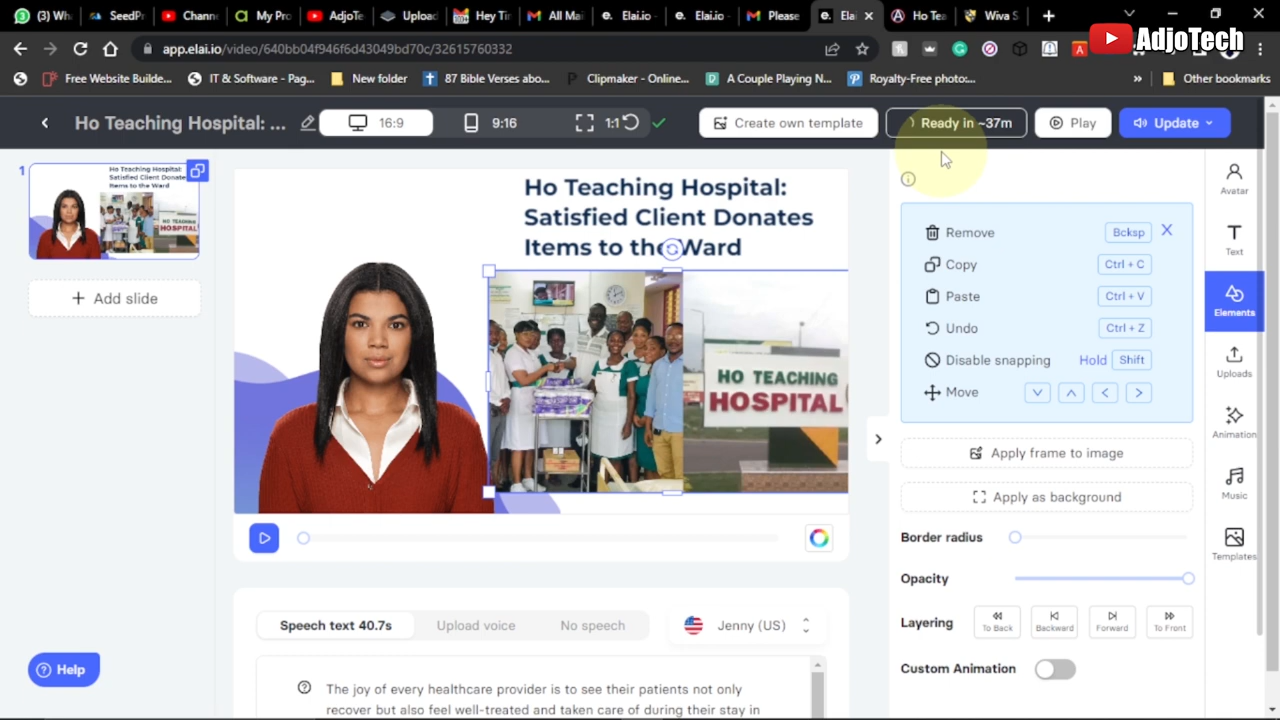 3) Wha
SeedPr
Chann
My Pro
AdjoTe
Upload
Hey Tir
All Mai
Elai.io
Elai.io
Please
Elai
Ho Tea
Wiva S
app.elai.io/video/640bb04f946f6d43049bd70c/32615760332
AdjoTech
Free Website Builde...
IT & Software - Pag...
New folder
87 Bible Verses abo...
Clipmaker - Onlin...
A Couple Playing N...
Royalty-Free photo:...
»
Other bookmarks
Ho Teaching Hospital: ...
16:9
9:16
1:1
Create own template
Ready in ~37m
Play
Update
1
Ho Teaching Hospital:
Satisfied Client Donates
Items to the Ward
HO TEACHING
HOSPITAL
+ Add slide
Ho Teaching Hospital:
Satisfied Client Donates
Items to the Ward
HO TEACHING
HOSPITAL
Remove
Bcksp
X
Copy
Ctrl + C
Paste
Ctrl + V
Undo
Ctrl + Z
Disable snapping
Hold
Shift
Move
Apply frame to image
Apply as background
Border radius
Opacity
Layering
To Back
Backward
Forward
To Front
Custom Animation
Avatar
Text
Elements
Uploads
Animation
Music
Templates
Speech text 40.7s
Upload voice
No speech
Jenny (US)
The joy of every healthcare provider is to see their patients not only
recover but also feel well-treated and taken care of during their stay in
Help